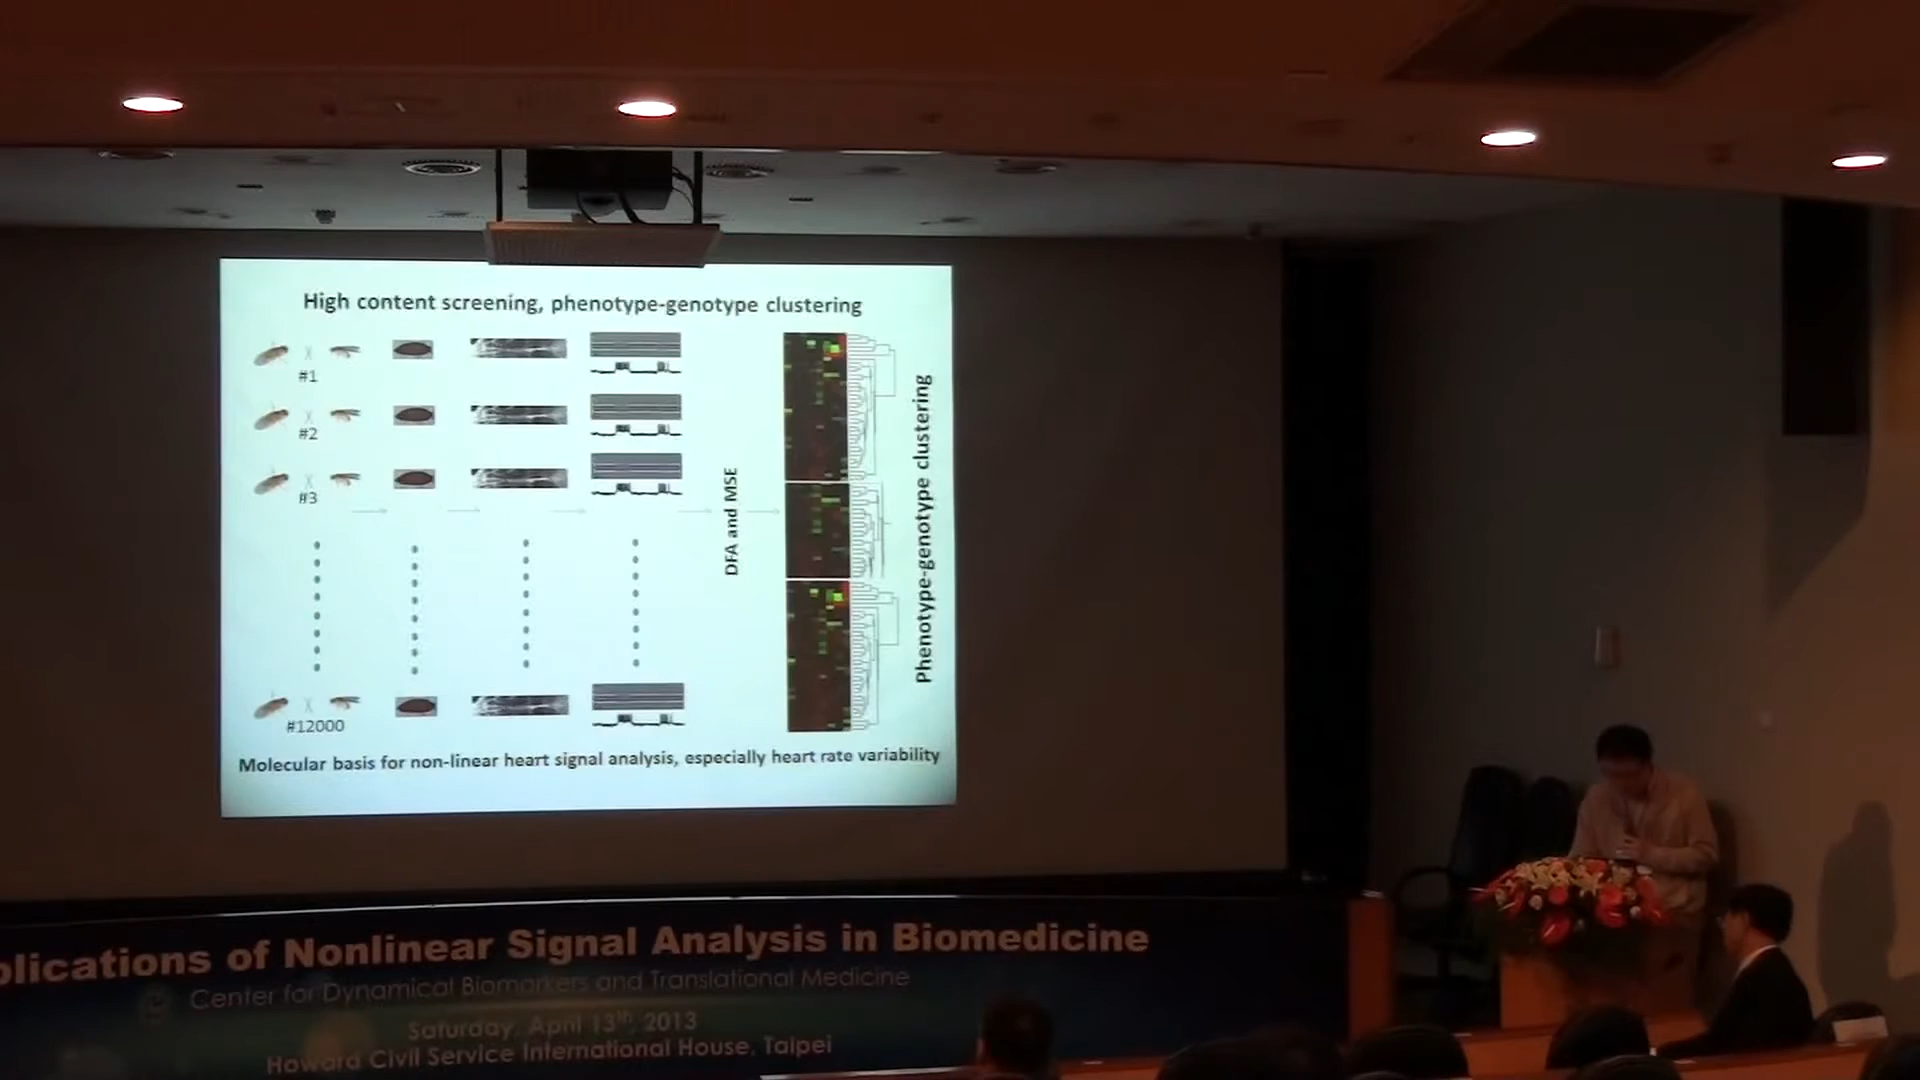 High content screening, phenotype-genotype clustering
X
#1
X
#2
X
#3
X
#12000
DFA and MSE
Phenotype-genotype clustering
Molecular basis for non-linear heart signal analysis, especially heart rate variability
plications of Nonlinear Signal Analysis in Biomedicine
Center for Dynamical Biomarkers and Translational Medicine
Saturday, April 13th, 2013
Howard Civil Service International House, Taipei